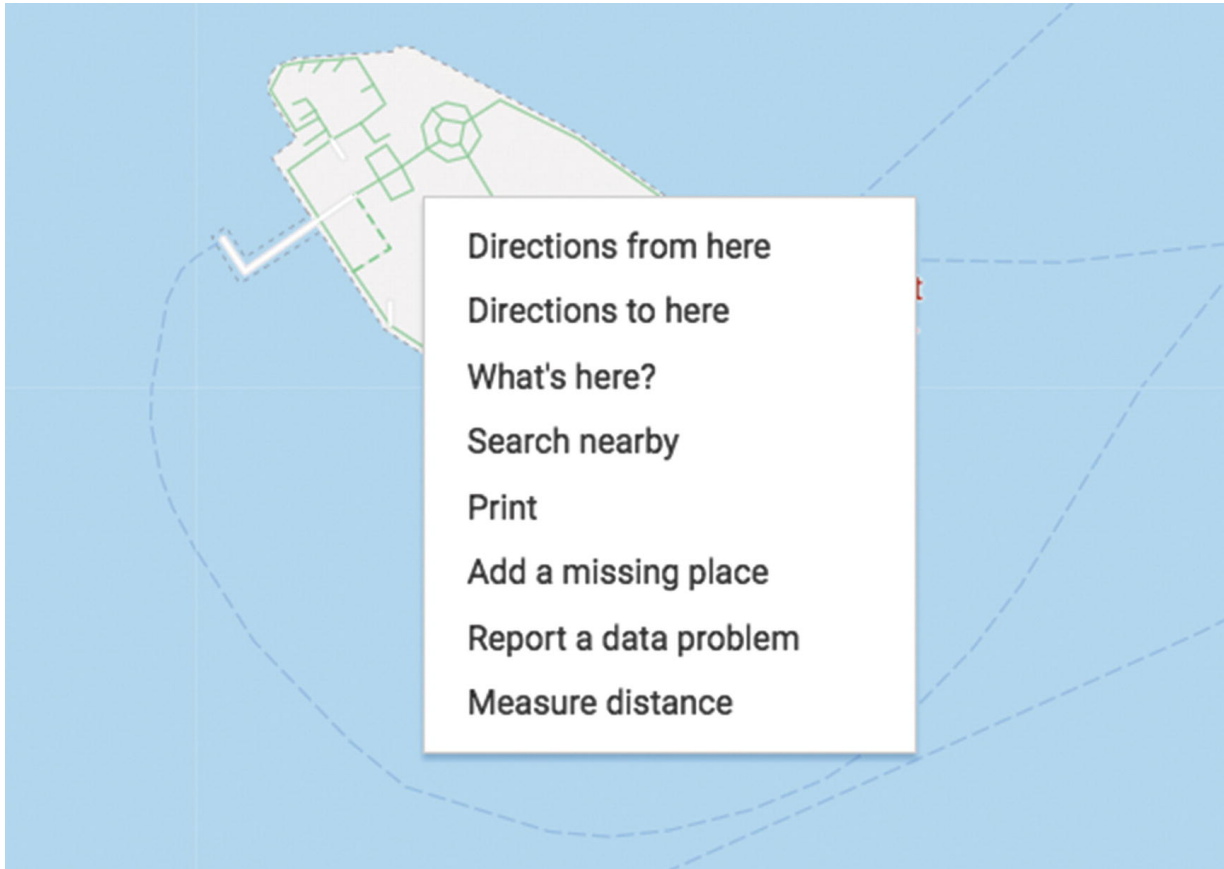 Directions from here
Directions to here
What's here?
Search nearby
Print
Add a missing place
Report a data problem
Measure distance